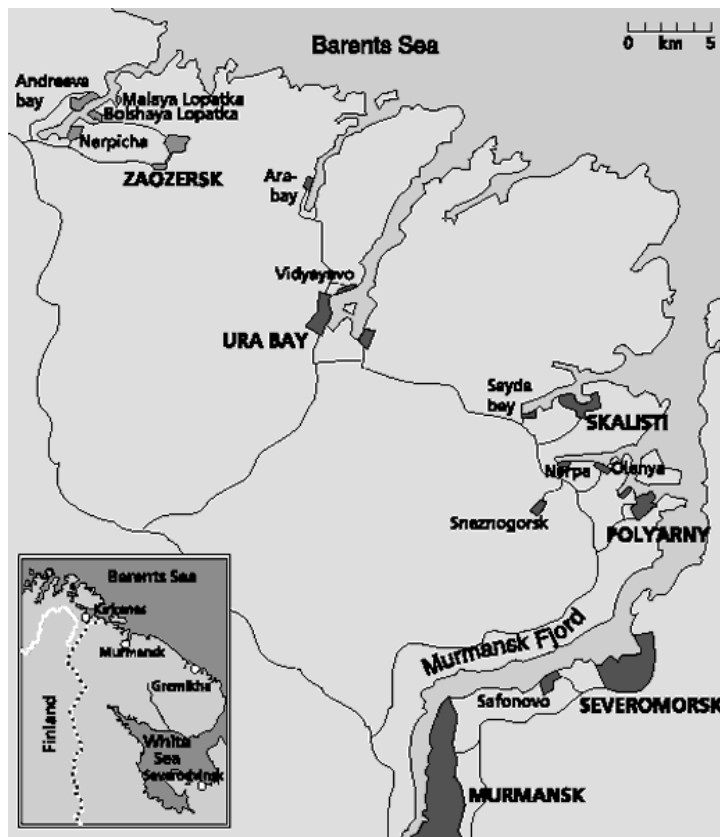 Barents Sea
0 km 5
Andreeva
bay
Malaya Lopatka
Bolshaya Lopatka
Nerpicha
ZAOZERSK
Ara-
bay
Vidyayevo
URA BAY
Sayda
bay
SKALISTI
Nerpa
Olenya
Sneznogorsk
POLYARNY
Murmansk Fjord
Safonovo
SEVEROMORSK
MURMANSK
Barents Sea
Kirkenes
Murmansk
Gremikha
Finland
White
Sea
Severodvinsk